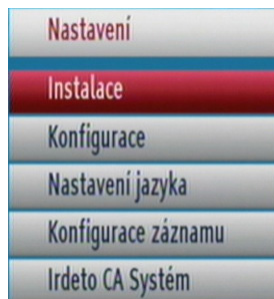 Nastavení
Instalace
Konfigurace
Nastavení jazyka
Konfigurace záznamu
Irdeto CA Systém